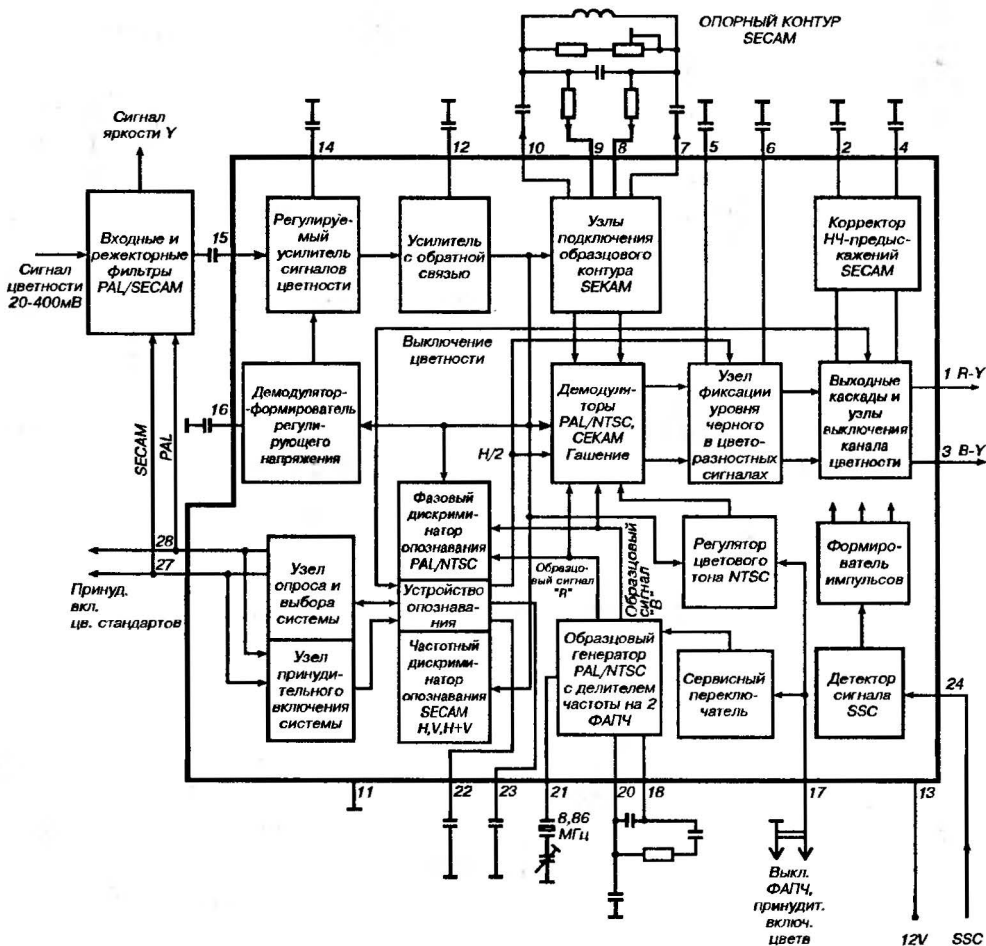 ОПОРНЫЙ КОНТУР
SECAM
Сигнал
яркости Y
14
12
10
9
8
7
5
6
2
4
Входные и
режекторные
фильтры
PAL/SECAM
15
Сигнал
цветности
20-400мВ
Регулируе-
мый
усилитель
сигналов
цветности
Усилитель
с обратной
связью
Узлы
подключения
образцового
контура
SEKAM
Корректор
НЧ-предыс-
кажений
SECAM
Выключение
цветности
SECAM
PAL
16
Демодулятор-
-формирователь
регули-
рующего
напряжения
H/2
Демодуля-
торы
PAL/NTSC,
СЕКАМ
Гашение
Узел
фиксации
уровня
черного
в цвето-
разностных
сигналах
Выходные
каскады и
узлы
выключения
канала
цветности
1 R-Y
3 B-Y
Фазовый
дискрими-
натор
опознавания
PAL/NTSC
Устройство
опознава-
ния
Частотный
дискрими-
натор
опознавания
SECAM
H,V,H+V
Образцо-
вый сигнал
"R"
Образцовый
сигнал
"B"
Регулятор
цветового
тона NTSC
Формиро-
ватель
импульсов
28
27
Принуд.
вкл.
цв. стандартов
Узел
опроса и
выбора
системы
Узел
принуди-
тельного
включения
системы
Образцовый
генератор
PAL/NTSC
с делителем
частоты на 2
ФАПЧ
Сервисный
переклю-
чатель
Детектор
сигнала
SSC
24
11
22
23
21
20
18
17
13
8,86
МГц
Выкл.
ФАПЧ,
принудит.
включ.
цвета
12V
SSC